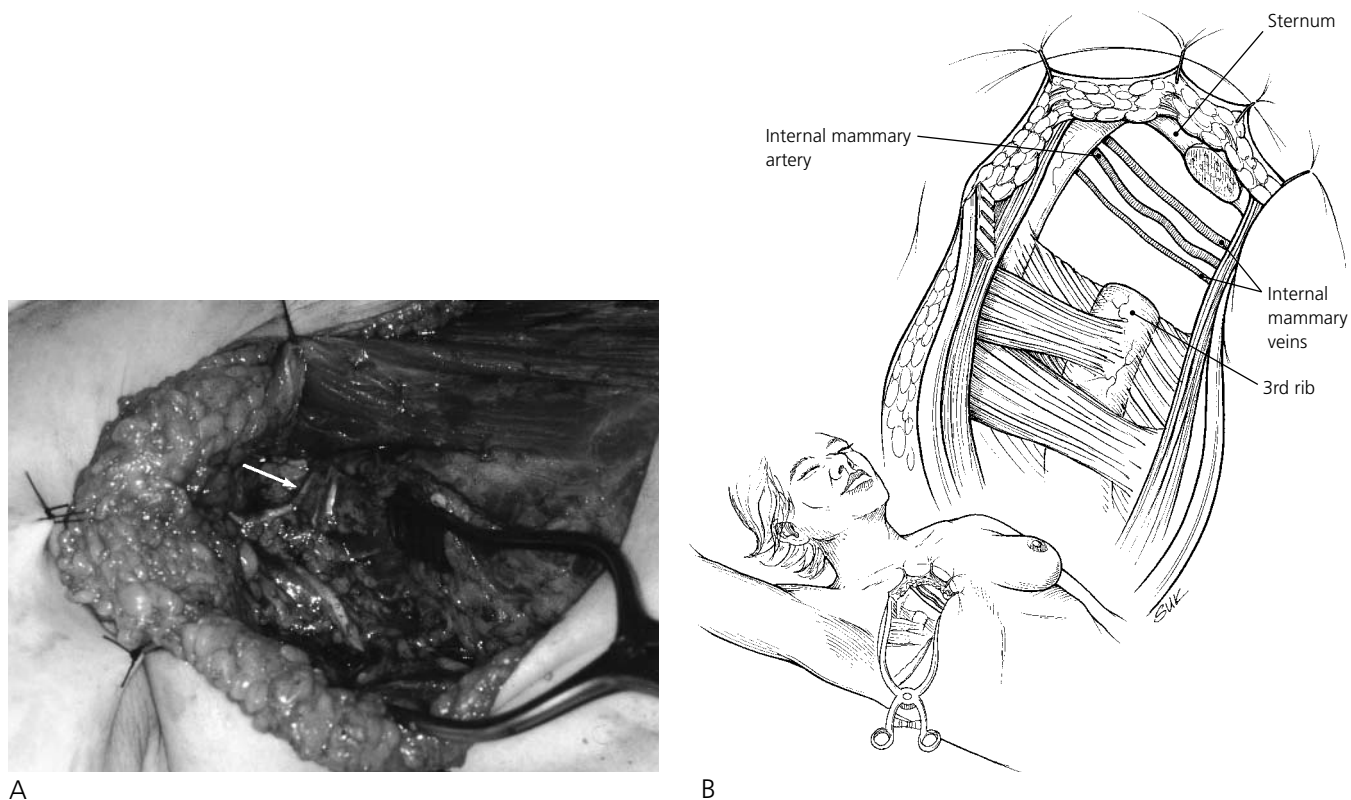 Sternum
Internal mammary
artery
Internal
mammary
veins
3rd rib
SUK
A
B